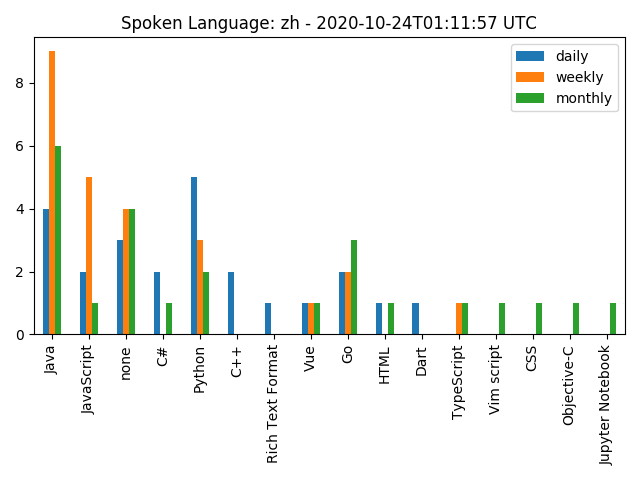 Spoken Language: zh - 2020-10-24T01:11:57 UTC
daily
weekly
monthly
8
6
4
2
0
Java
JavaScript
none
C#
Python
C++
Rich Text Format
Vue
Go
HTML
Dart
TypeScript
Vim script
CSS
Objective-C
Jupyter Notebook